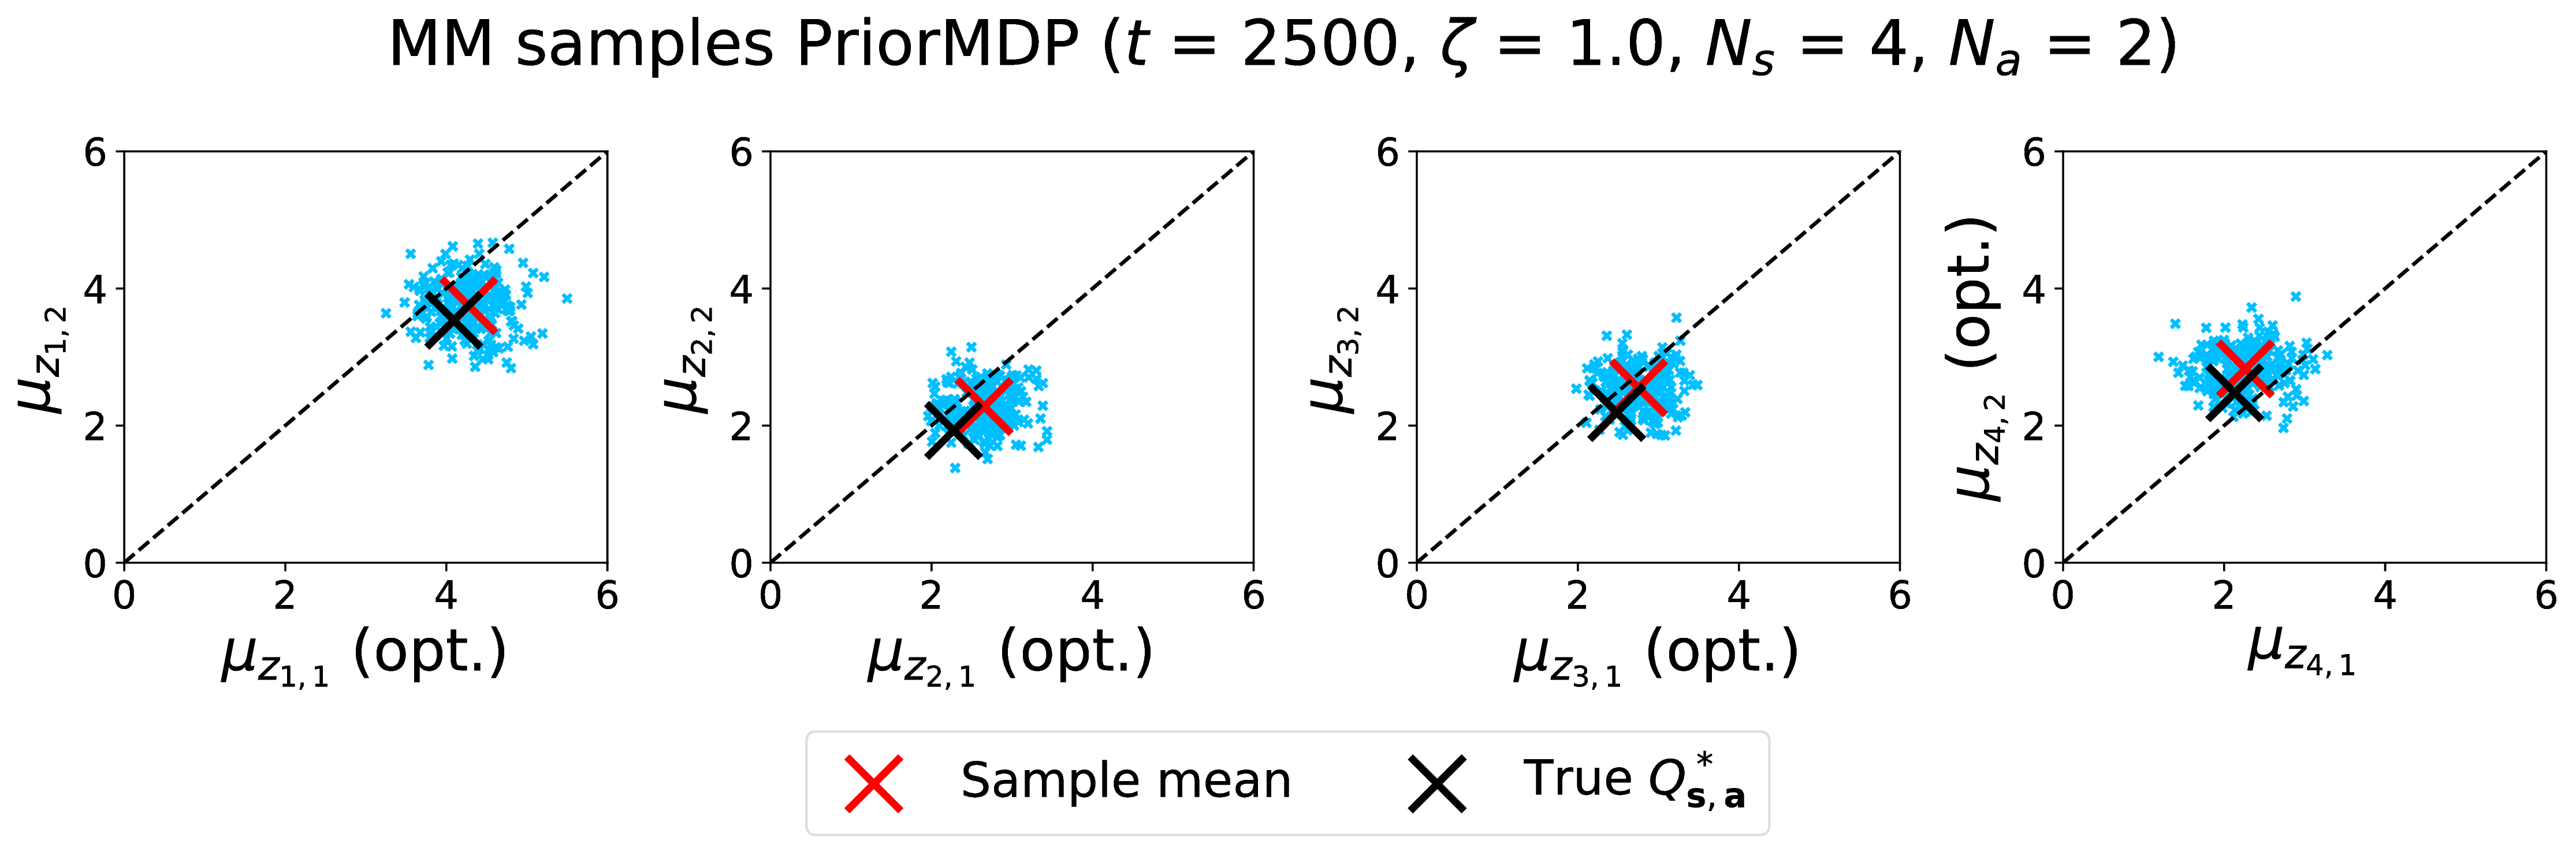 MM samples PriorMDP (t = 2500, ζ = 1.0, N_s = 4, N_a = 2)
6 6 6 6
4 4 4 4
2 2 2 2
0 0 0 0
μ_{z_{1,2}} μ_{z_{2,2}} μ_{z_{3,2}} μ_{z_{4,2}} (opt.)
0 2 4 6 0 2 4 6 0 2 4 6 0 2 4 6
μ_{z_{1,1}} (opt.) μ_{z_{2,1}} (opt.) μ_{z_{3,1}} (opt.) μ_{z_{4,1}}
Sample mean True Q^*_{s,a}